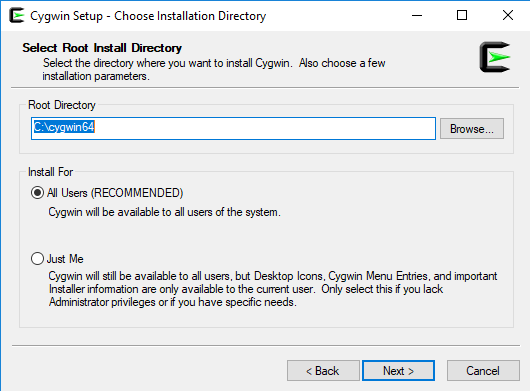 Cygwin Setup - Choose Installation Directory
Select Root Install Directory
Select the directory where you want to install Cygwin. Also choose a few
installation parameters.
Root Directory
C:\cygwin64
Browse...
Install For
All Users (RECOMMENDED)
Cygwin will be available to all users of the system.
Just Me
Cygwin will still be available to all users, but Desktop Icons, Cygwin Menu Entries, and important
Installer information are only available to the current user. Only select this if you lack
Administrator privileges or if you have specific needs.
< Back
Next >
Cancel